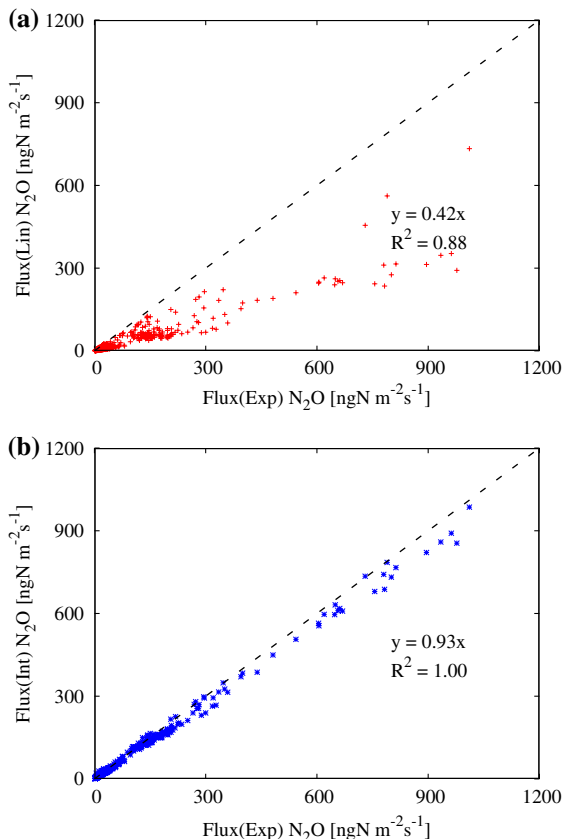 (a)
1200
900
600
300
0
0 300 600 900 1200
Flux(Lin) N₂O [ngN m⁻²s⁻¹]
y = 0.42x
R² = 0.88
Flux(Exp) N₂O [ngN m⁻²s⁻¹]
(b)
1200
900
600
300
0
0 300 600 900 1200
Flux(Int) N₂O [ngN m⁻²s⁻¹]
y = 0.93x
R² = 1.00
Flux(Exp) N₂O [ngN m⁻²s⁻¹]